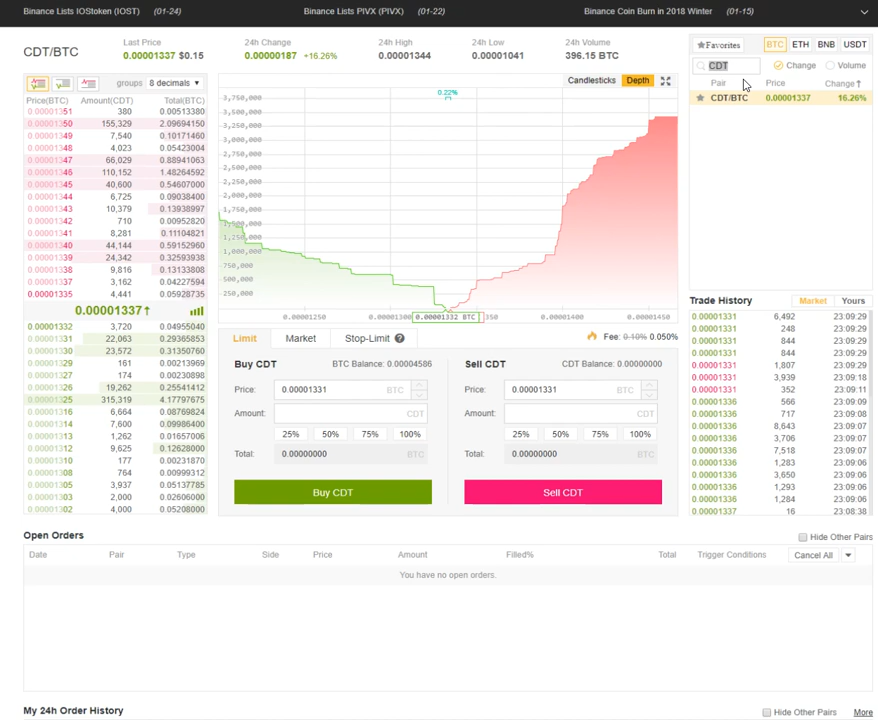 Binance Lists IOStoken (IOST) (01-24) Binance Lists PIVX (PIVX) (01-22) Binance Coin Burn in 2018 Winter (01-15)
CDT/BTC
Last Price 24h Change 24h High 24h Low 24h Volume
0.00001337 $0.15 0.00000187 +16.26% 0.00001344 0.00001041 396.15 BTC
Favorites BTC ETH BNB USDT
CDT Change Volume
Pair Price Change
CDT/BTC 0.00001337 16.26%
groups 8 decimals
Price(BTC) Amount(CDT) Total(BTC)
0.00001351 380 0.00513380
0.00001350 155,329 2.09694150
0.00001349 7,540 0.10171460
0.00001348 4,023 0.05423004
0.00001347 66,029 0.88941063
0.00001346 110,152 1.48264592
0.00001345 40,600 0.54607000
0.00001344 6,725 0.09038400
0.00001343 10,379 0.13938997
0.00001342 710 0.00952820
0.00001341 8,281 0.11104821
0.00001340 44,144 0.59152960
0.00001339 24,342 0.32593938
0.00001338 9,816 0.13133808
0.00001337 3,162 0.04227594
0.00001335 4,441 0.05928735
0.00001337
0.00001332 3,720 0.04955040
0.00001331 22,063 0.29365853
0.00001330 23,572 0.31350760
0.00001329 161 0.00213969
0.00001327 174 0.00230898
0.00001326 19,262 0.25541412
0.00001325 315,319 4.17797675
0.00001316 6,664 0.08769824
0.00001314 7,600 0.09986400
0.00001313 1,262 0.01657006
0.00001312 9,625 0.12628000
0.00001310 177 0.00231870
0.00001308 764 0.00999312
0.00001305 3,937 0.05137785
0.00001303 2,000 0.02606000
0.00001302 4,000 0.05208000
Candlesticks Depth
0.22%
3,750,000
3,500,000
3,250,000
3,000,000
2,750,000
2,500,000
2,250,000
2,000,000
1,750,000
1,500,000
1,250,000
1,000,000
750,000
500,000
250,000
0.00001250 0.00001300 0.00001332 BTC 350 0.00001400 0.00001450
Limit Market Stop-Limit ? Fee: 0.10% 0.050%
Buy CDT BTC Balance: 0.00004586
Price: 0.00001331 BTC
Amount: CDT
25% 50% 75% 100%
Total: 0.00000000 BTC
Buy CDT
Sell CDT CDT Balance: 0.00000000
Price: 0.00001331 BTC
Amount: CDT
25% 50% 75% 100%
Total: 0.00000000 BTC
Sell CDT
Trade History Market Yours
0.00001331 6,492 23:09:29
0.00001331 248 23:09:29
0.00001331 844 23:09:29
0.00001331 844 23:09:29
0.00001331 1,807 23:09:29
0.00001331 3,939 23:09:18
0.00001331 352 23:09:11
0.00001336 566 23:09:09
0.00001336 717 23:09:08
0.00001336 8,643 23:09:07
0.00001336 3,706 23:09:07
0.00001336 7,518 23:09:07
0.00001336 1,283 23:09:06
0.00001336 3,650 23:09:06
0.00001336 1,293 23:09:06
0.00001336 1,284 23:09:06
0.00001337 16 23:08:38
Open Orders Hide Other Pairs
Date Pair Type Side Price Amount Filled% Total Trigger Conditions Cancel All
You have no open orders.
My 24h Order History Hide Other Pairs More